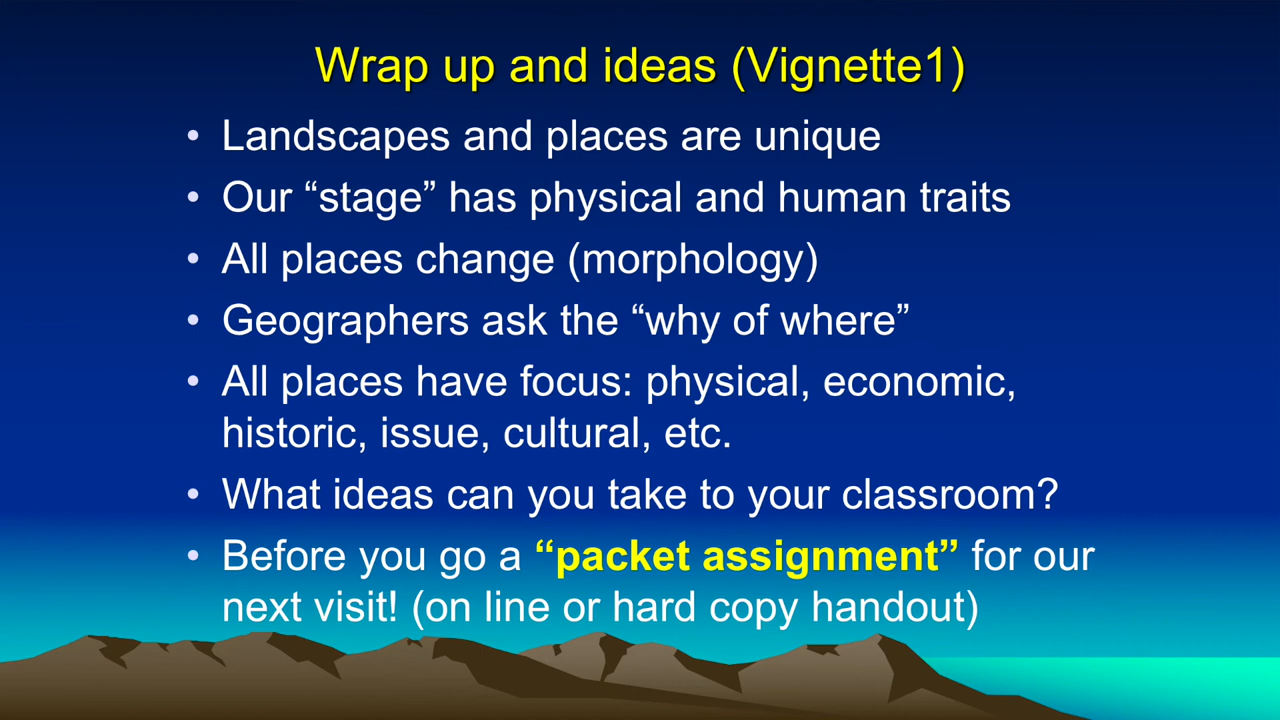 Wrap up and ideas (Vignette1)
• Landscapes and places are unique
• Our “stage” has physical and human traits
• All places change (morphology)
• Geographers ask the “why of where”
• All places have focus: physical, economic,
historic, issue, cultural, etc.
• What ideas can you take to your classroom?
• Before you go a “packet assignment” for our
next visit! (on line or hard copy handout)